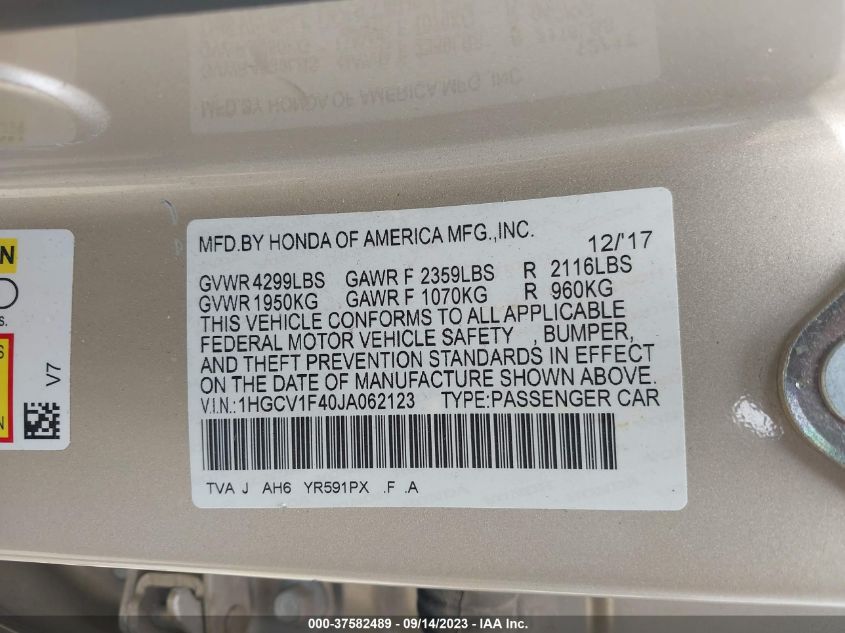 MFD.BY HONDA OF AMERICA MFG.,INC. 12/'17
GVWR 4299LBS GAWR F 2359LBS R 2116LBS
GVWR 1950KG GAWR F 1070KG R 960KG
THIS VEHICLE CONFORMS TO ALL APPLICABLE
FEDERAL MOTOR VEHICLE SAFETY , BUMPER,
AND THEFT PREVENTION STANDARDS IN EFFECT
ON THE DATE OF MANUFACTURE SHOWN ABOVE.
V.I.N.:1HGCV1F40JA062123 TYPE:PASSENGER CAR
TVA J AH6 YR591PX .F .A
V7
000-37582489 - 09/14/2023 - IAA Inc.